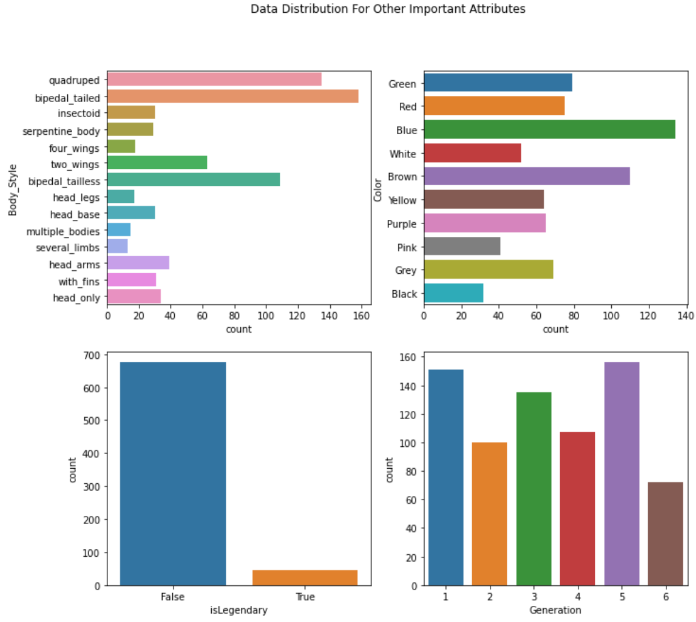 Data Distribution For Other Important Attributes
Body_Style
quadruped
bipedal_tailed
insectoid
serpentine_body
four_wings
two_wings
bipedal_tailless
head_legs
head_base
multiple_bodies
several_limbs
head_arms
with_fins
head_only
0 20 40 60 80 100 120 140 160
count
Color
Green
Red
Blue
White
Brown
Yellow
Purple
Pink
Grey
Black
0 20 40 60 80 100 120 140
count
count
700
600
500
400
300
200
100
0
False True
isLegendary
count
160
140
120
100
80
60
40
20
0
1 2 3 4 5 6
Generation